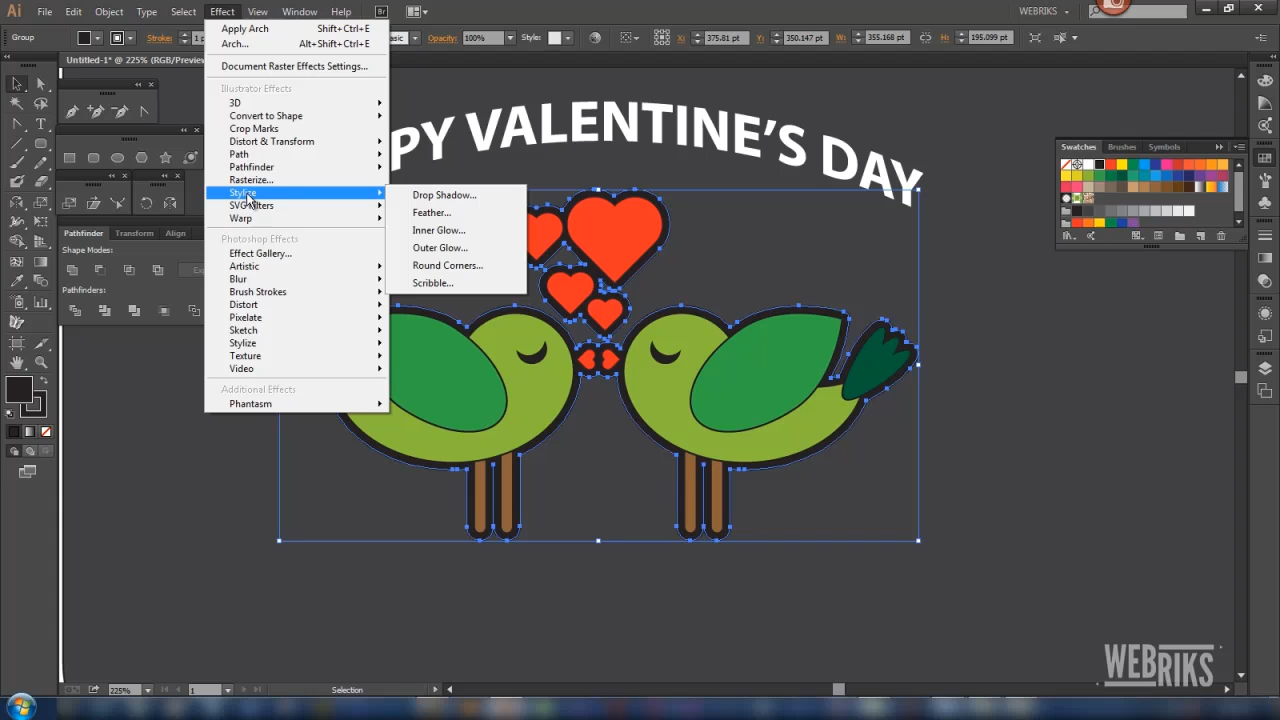 Ai File Edit Object Type Select Effect View Window Help Br WEBRIKS
Group Stroke: 1 p asic Opacity: 100% Style: X: 375.81 pt Y: 350.147 pt W: 355.168 pt H: 195.099 pt
Untitled-1* @ 225% (RGB/Preview
Apply Arch Shift+Ctrl+E
Arch... Alt+Shift+Ctrl+E
Document Raster Effects Settings...
Illustrator Effects
3D
Convert to Shape
Crop Marks
Distort & Transform
Path
Pathfinder
Rasterize...
Stylize
SVG Filters
Warp
Photoshop Effects
Effect Gallery...
Artistic
Blur
Brush Strokes
Distort
Pixelate
Sketch
Stylize
Texture
Video
Additional Effects
Phantasm
Drop Shadow...
Feather...
Inner Glow...
Outer Glow...
Round Corners...
Scribble...
PY VALENTINE'S DAY
Swatches Brushes Symbols
Pathfinder Transform Align
Shape Modes:
Ex
Pathfinders:
WEBRIKS
225% 1 Selection